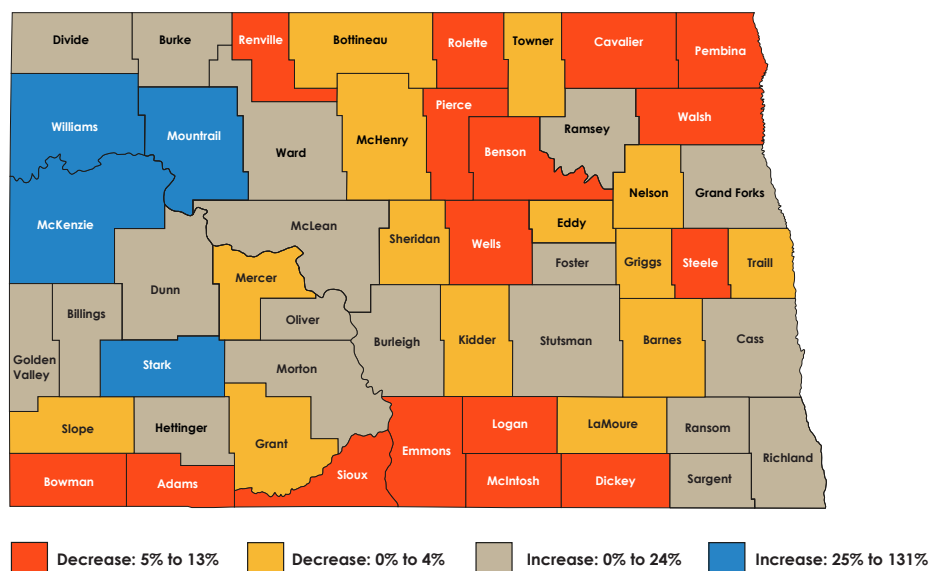 Divide
Burke
Renville
Bottineau
Rolette
Towner
Cavalier
Pembina
Williams
Mountrail
Ward
McHenry
Pierce
Benson
Ramsey
Walsh
Nelson
Grand Forks
McKenzie
McLean
Sheridan
Wells
Eddy
Foster
Griggs
Steele
Traill
Dunn
Mercer
Oliver
Billings
Golden
Valley
Stark
Morton
Burleigh
Kidder
Stutsman
Barnes
Cass
Slope
Hettinger
Grant
Sioux
Emmons
Logan
LaMoure
Ransom
Richland
Bowman
Adams
McIntosh
Dickey
Sargent
Decrease: 5% to 13%
Decrease: 0% to 4%
Increase: 0% to 24%
Increase: 25% to 131%